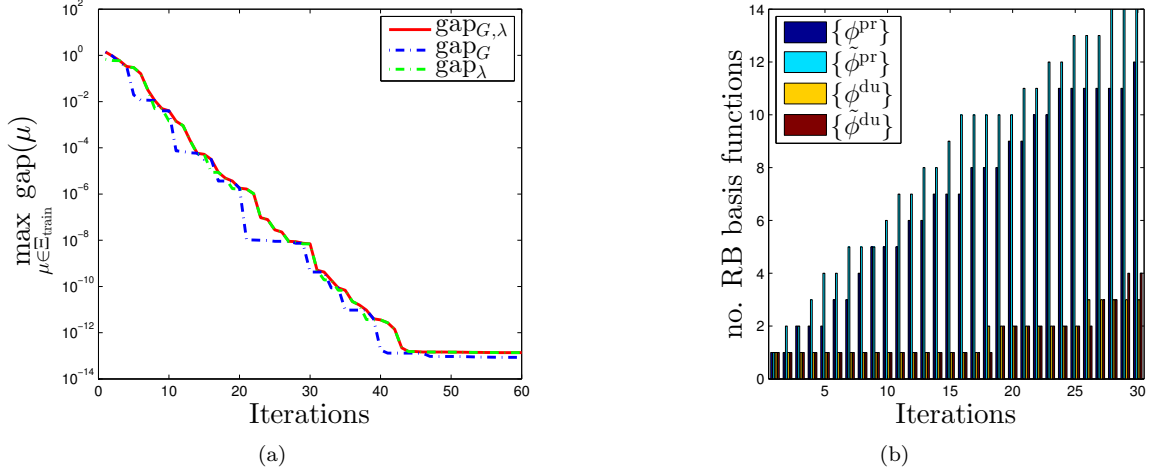 10^2
10^0
10^-2
10^-4
10^-6
10^-8
10^-10
10^-12
10^-14
max gap(μ)
μ∈Ξ_train
gap_{G,λ}
gap_G
gap_λ
0 10 20 30 40 50 60
Iterations
(a)
14
12
10
8
6
4
2
0
no. RB basis functions
{ϕ^pr}
{ϕ̃^pr}
{ϕ^du}
{ϕ̃^du}
5 10 15 20 25 30
Iterations
(b)